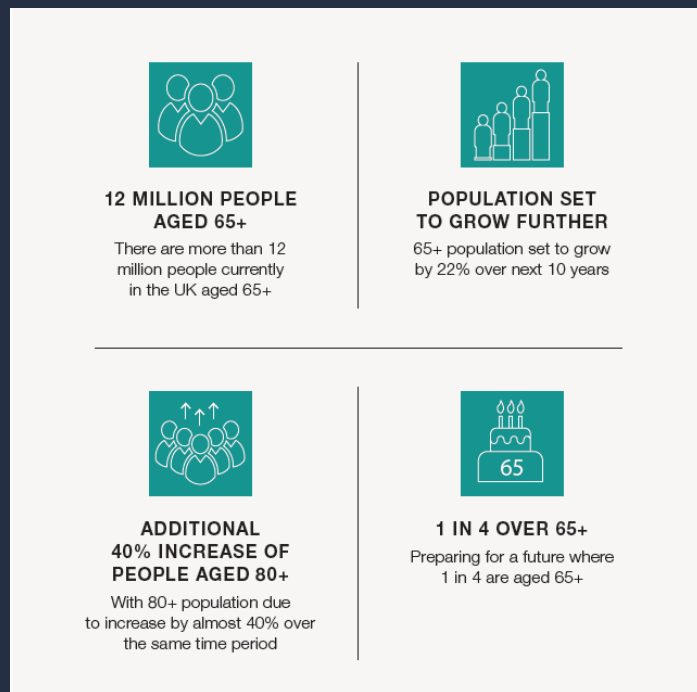 12 MILLION PEOPLE
AGED 65+
There are more than 12
million people currently
in the UK aged 65+
POPULATION SET
TO GROW FURTHER
65+ population set to grow
by 22% over next 10 years
ADDITIONAL
40% INCREASE OF
PEOPLE AGED 80+
With 80+ population due
to increase by almost 40% over
the same time period
65
1 IN 4 OVER 65+
Preparing for a future where
1 in 4 are aged 65+